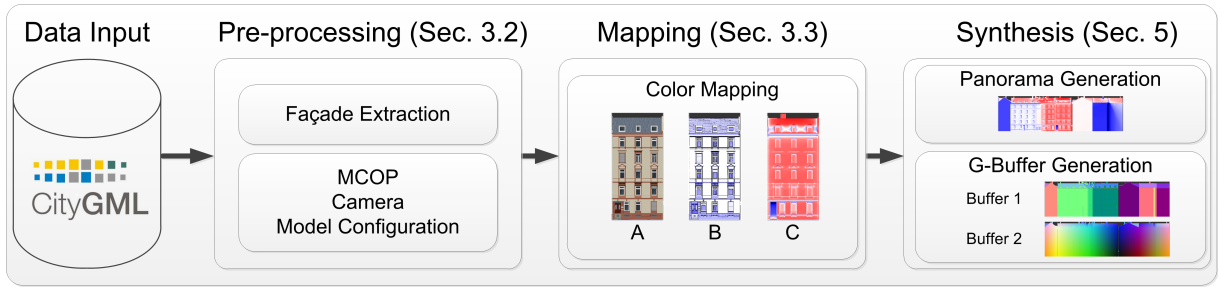 Data Input
CityGML
Pre-processing (Sec. 3.2)
Façade Extraction
MCOP
Camera
Model Configuration
Mapping (Sec. 3.3)
Color Mapping
A B C
Synthesis (Sec. 5)
Panorama Generation
G-Buffer Generation
Buffer 1
Buffer 2